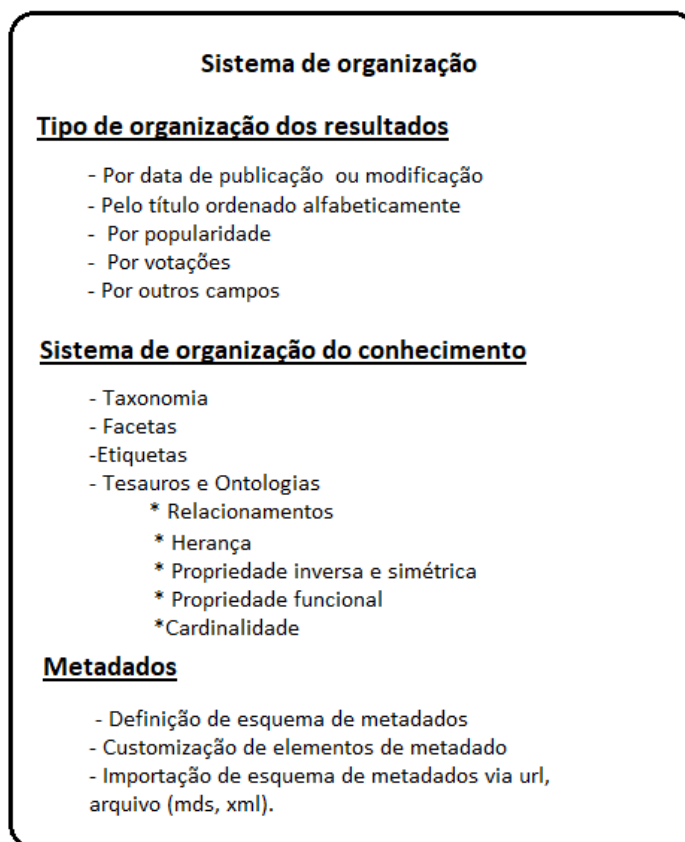 Sistema de organização
Tipo de organização dos resultados
- Por data de publicação ou modificação
- Pelo título ordenado alfabeticamente
- Por popularidade
- Por votações
- Por outros campos
Sistema de organização do conhecimento
- Taxonomia
- Facetas
-Etiquetas
- Tesauros e Ontologias
* Relacionamentos
* Herança
* Propriedade inversa e simétrica
* Propriedade funcional
*Cardinalidade
Metadados
- Definição de esquema de metadados
- Customização de elementos de metadado
- Importação de esquema de metadados via url,
arquivo (mds, xml).